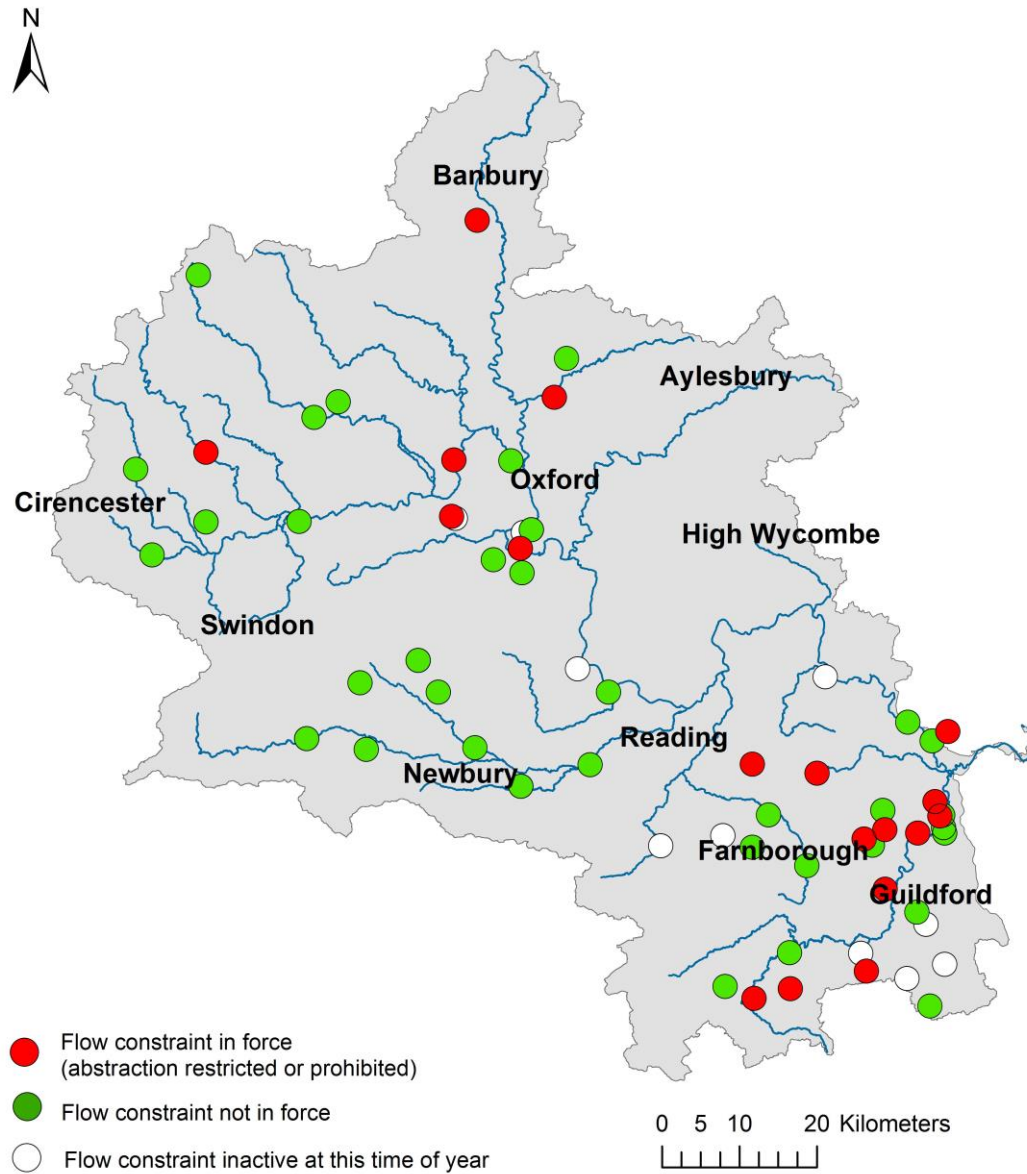 N
Banbury
Aylesbury
Oxford
Cirencester
High Wycombe
Swindon
Reading
Newbury
Farnborough
Guildford
Flow constraint in force
(abstraction restricted or prohibited)
Flow constraint not in force
Flow constraint inactive at this time of year
0 5 10 20 Kilometers